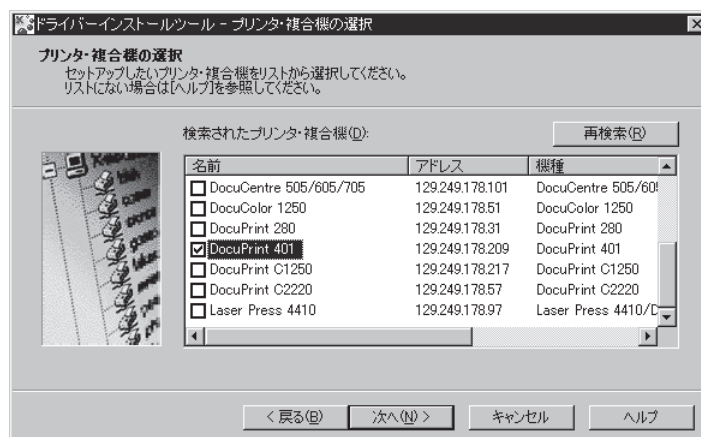 ドライバーインストールツール - プリンタ・複合機の選択
プリンタ・複合機の選択
セットアップしたいプリンタ・複合機をリストから選択してください。
リストにない場合は[ヘルプ]を参照してください。
検索されたプリンタ・複合機(D):
再検索(R)
名前 アドレス 機種
DocuCentre 505/605/705 129.249.178.101 DocuCentre 505/60
DocuColor 1250 129.249.178.51 DocuColor 1250
DocuPrint 280 129.249.178.31 DocuPrint 280
DocuPrint 401 129.249.178.209 DocuPrint 401
DocuPrint C1250 129.249.178.217 DocuPrint C1250
DocuPrint C2220 129.249.178.57 DocuPrint C2220
Laser Press 4410 129.249.178.97 Laser Press 4410/D
< 戻る(B) 次へ(N) > キャンセル ヘルプ